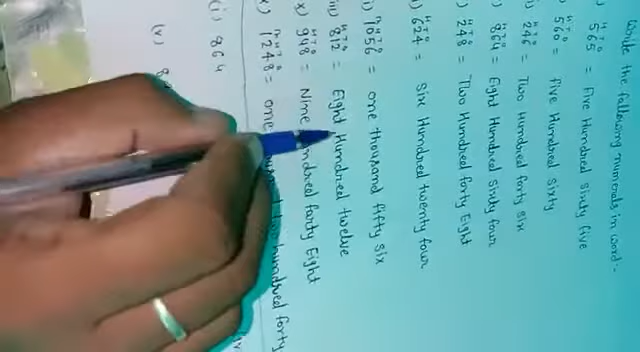 Write the following numerals in word.
H T O
565 = Five Hundred Sixty five
H T O
560 = Five Hundred Sixty
H T O
246 = Two Hundred forty six
H T O
864 = Eight Hundred Sixty four
H T O
248 = Two Hundred forty Eight
H T O
624 = Six Hundred twenty four
H T O
1056 = one thousand fifty six
H T O
812 = Eight Hundred twelve
H T O
948 = Nine Hundred forty Eight
H T O
1248 = one Hundred forty
(i) 864
(v) 8